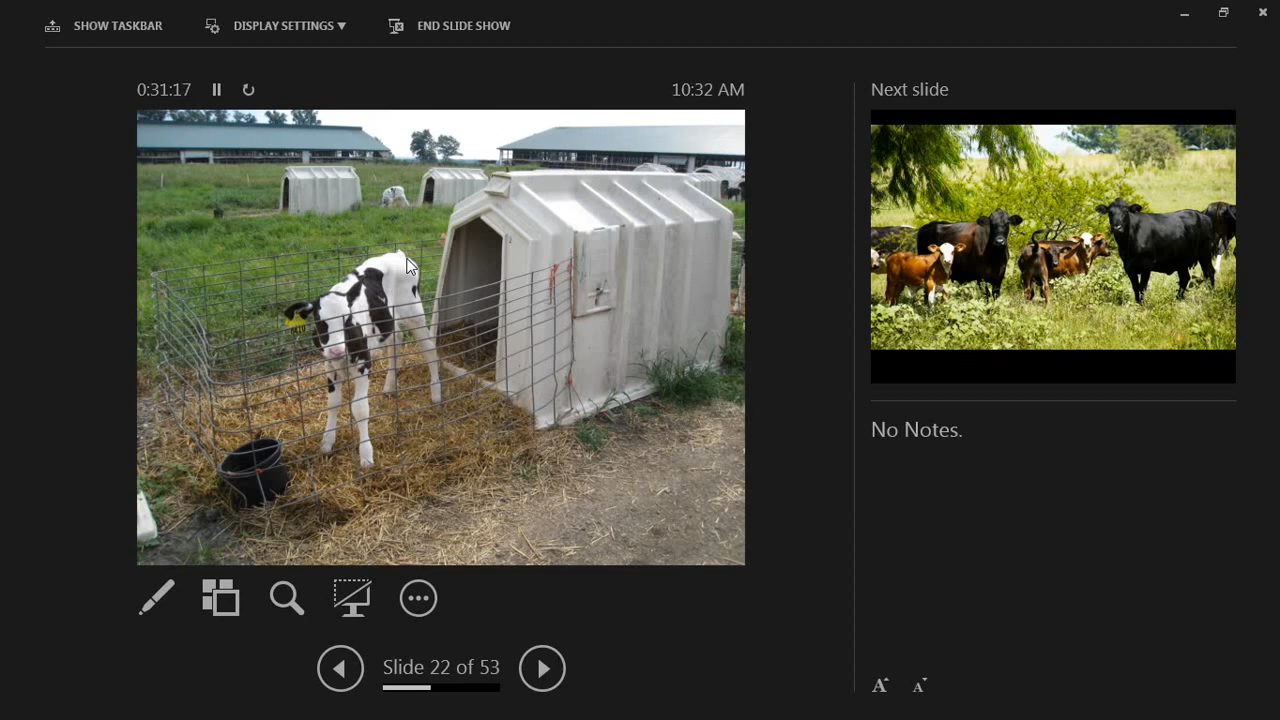 SHOW TASKBAR
DISPLAY SETTINGS ▼
END SLIDE SHOW
0:31:17
10:32 AM
Next slide
No Notes.
Slide 22 of 53
A A